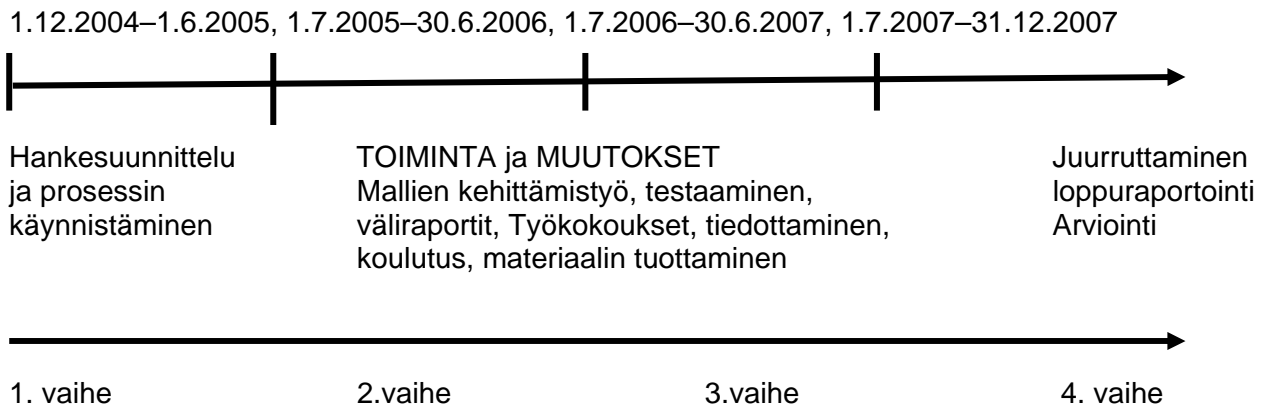 1.12.2004–1.6.2005, 1.7.2005–30.6.2006, 1.7.2006–30.6.2007, 1.7.2007–31.12.2007
Hankesuunnittelu
ja prosessin
käynnistäminen
TOIMINTA ja MUUTOKSET
Mallien kehittämistyö, testaaminen,
väliraportit, Työkokoukset, tiedottaminen,
koulutus, materiaalin tuottaminen
Juurruttaminen
loppuraportointi
Arviointi
1. vaihe 2.vaihe 3.vaihe 4. vaihe